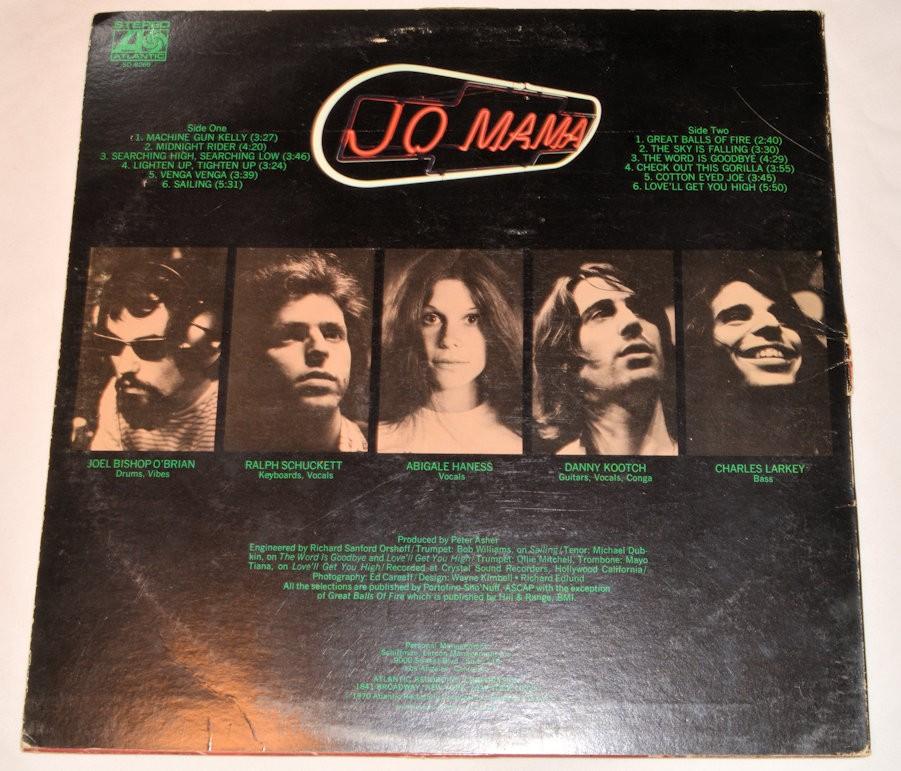 STEREO
ATLANTIC
JO MAMA
Side One
1. MACHINE GUN KELLY (3:27)
2. MIDNIGHT RIDER (4:20)
3. SEARCHING HIGH, SEARCHING LOW (3:46)
4. LIGHTEN UP, TIGHTEN UP (3:24)
5. VENGA VENGA (3:39)
6. SAILING (5:31)
Side Two
1. GREAT BALLS OF FIRE (2:40)
2. THE SKY IS FALLING (3:30)
3. THE WORD IS GOODBYE (4:29)
4. CHECK OUT THIS GORILLA (3:55)
5. COTTON EYED JOE (3:45)
6. LOVE'LL GET YOU HIGH (5:50)
JOEL BISHOP O'BRIAN
Drums, Vibes
RALPH SCHUCKETT
Keyboards, Vocals
ABIGALE HANESS
Vocals
DANNY KOOTCH
Guitars, Vocals, Conga
CHARLES LARKEY
Bass
Produced by Peter Asher
Engineered by Richard Sanford Orshoff/Trumpet: Bob Williams, on Sailing/Tenor: Michael Dub-
kin, on The Word Is Goodbye and Love'll Get You High/Trumpet: Ollie Mitchell, Trombone: Mayo
Tiana, on Love'll Get You High/Recorded at Crystal Sound Recorders, Hollywood California/
Photography: Ed Caraeff/Design: Wayne Kimbell • Richard Edlund
All the selections are published by Portofino-Sho'Nuff, ASCAP with the exception
of Great Balls Of Fire which is published by Hill & Range, BMI.
Personal Management:
9000 Sunset Blvd.
ATLANTIC RECORDING
1841 BROADWAY, NEW YORK, NEW YORK
1970 Atlantic